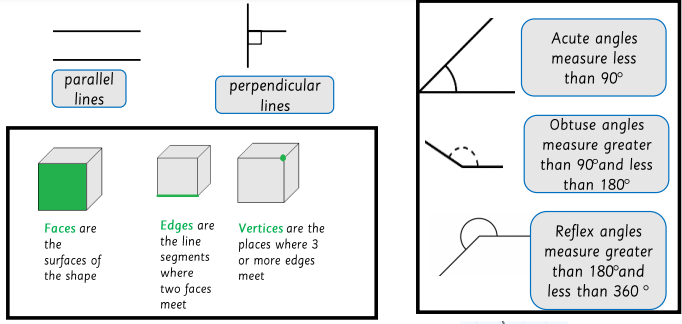 parallel
lines
perpendicular
lines
Faces are
the
surfaces of
the shape
Edges are
the line
segments
where
two faces
meet
Vertices are the
places where 3
or more edges
meet
Acute angles
measure less
than 90°
Obtuse angles
measure greater
than 90°and less
than 180°
Reflex angles
measure greater
than 180°and
less than 360 °